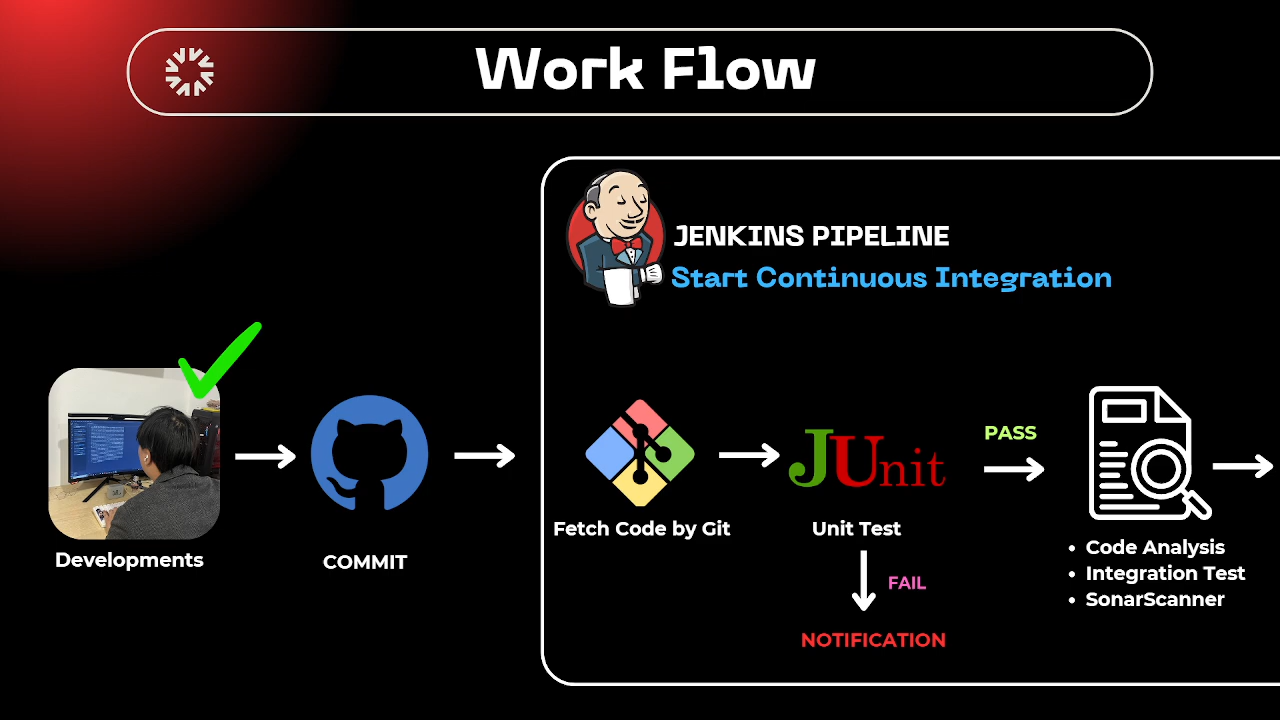 Work Flow
JENKINS PIPELINE
Start Continuous Integration
Developments
COMMIT
Fetch Code by Git
JUnit
Unit Test
FAIL
NOTIFICATION
PASS
• Code Analysis
• Integration Test
• SonarScanner